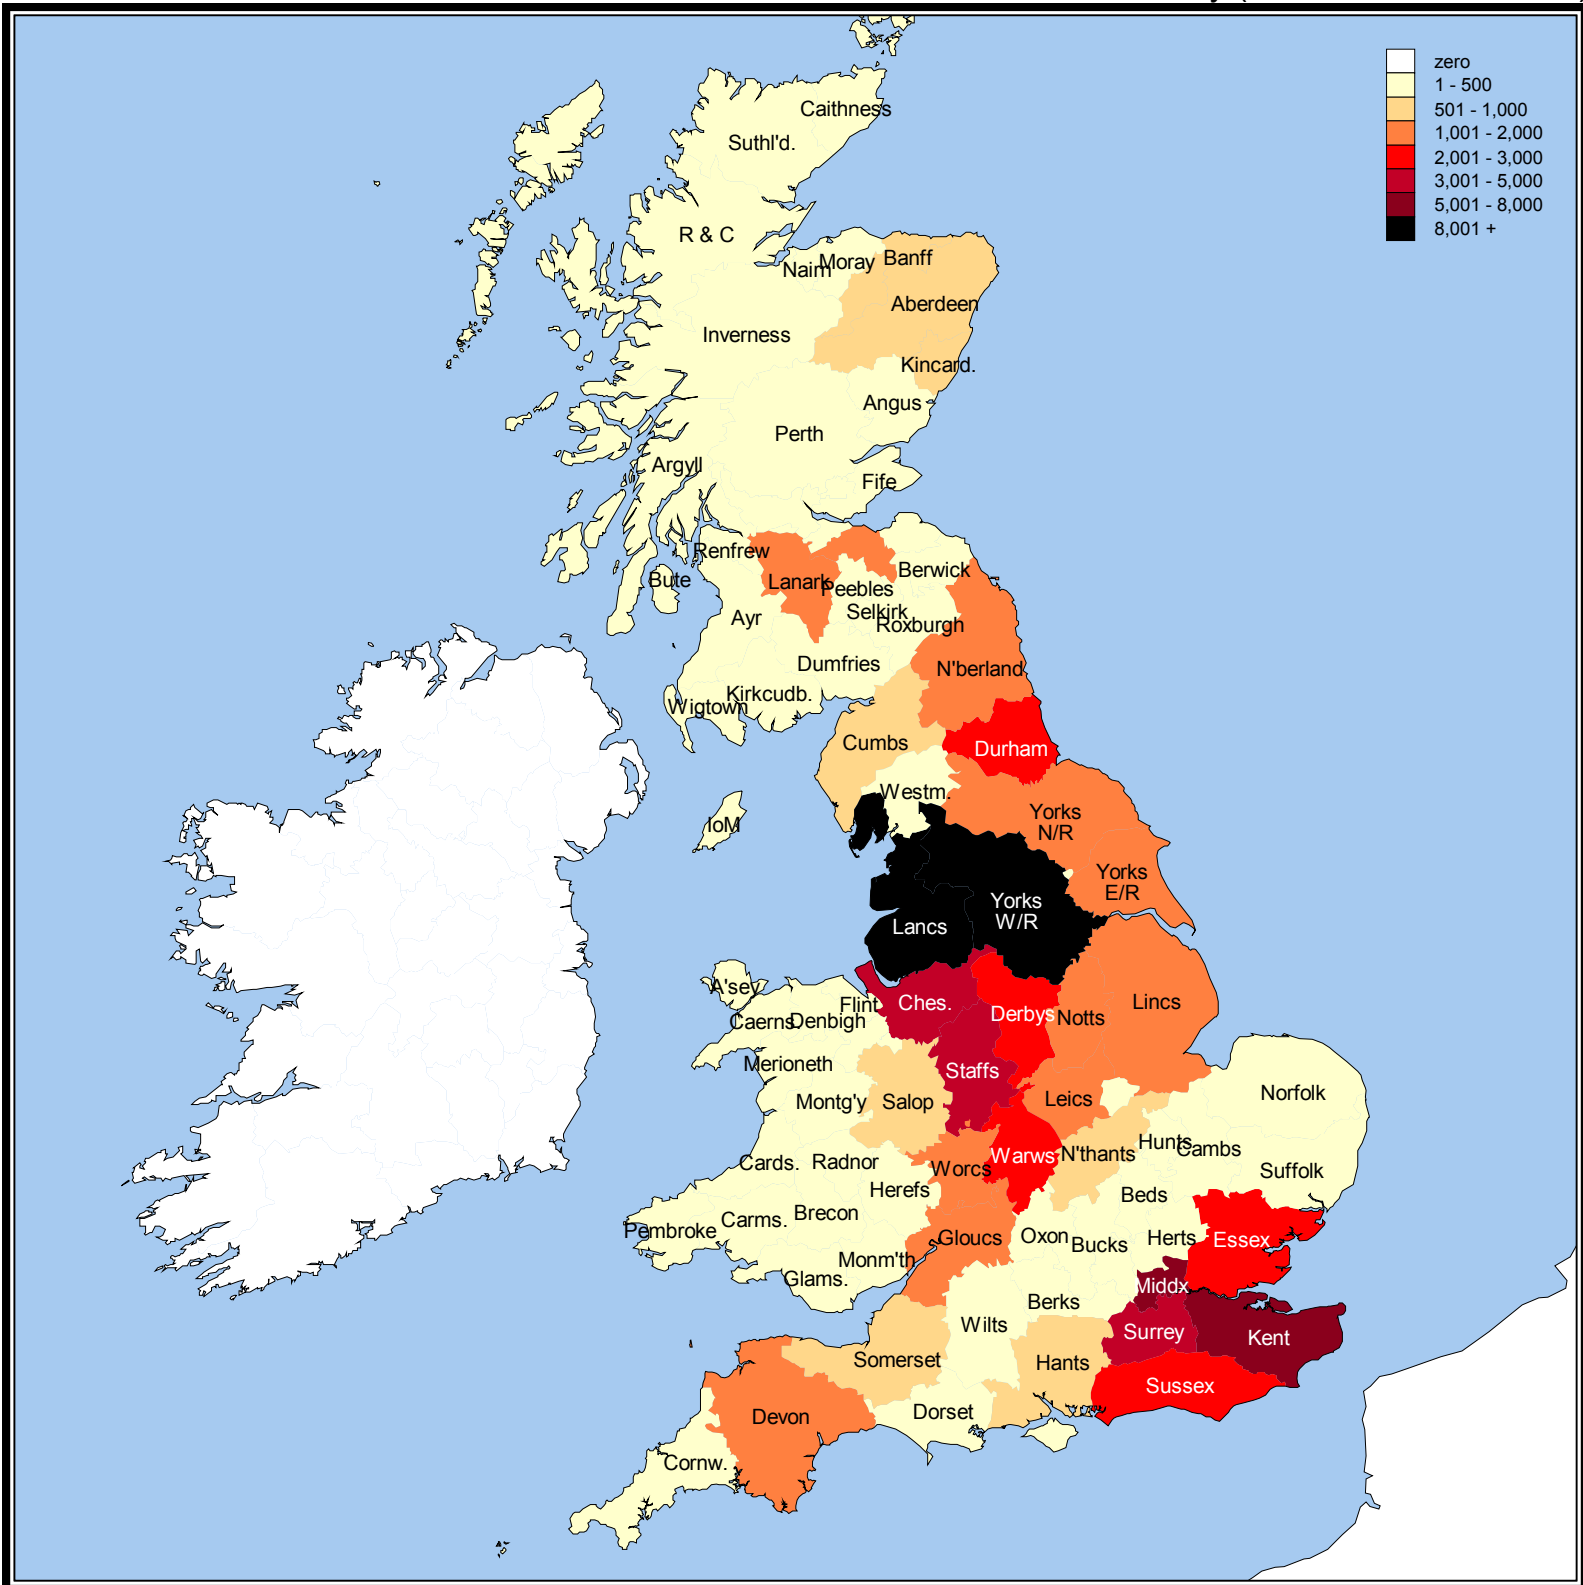 zero
1 - 500
501 - 1,000
1,001 - 2,000
2,001 - 3,000
3,001 - 5,000
5,001 - 8,000
8,001 +
Caithness
Suthl'd.
R & C
Nairn
Moray
Banff
Aberdeen
Inverness
Kincard.
Angus
Perth
Argyll
Fife
Renfrew
Bute
Lanark
Peebles
Berwick
Ayr
Selkirk
Roxburgh
Dumfries
N'berland
Kirkcudb.
Wigtown
Cumbs
Durham
Westm.
IoM
Yorks
N/R
Yorks
E/R
Yorks
W/R
Lancs
A'sey
Flint
Ches.
Derbys
Notts
Lincs
Caerns.
Denbigh
Merioneth
Staffs
Montg'y
Salop
Leics
Norfolk
Cards.
Radnor
Worcs
Warws
N'thants
Hunts
Cambs
Suffolk
Herefs
Beds
Pembroke
Carms.
Brecon
Gloucs
Oxon
Bucks
Herts
Essex
Monm'th
Glams.
Middx
Berks
Wilts
Surrey
Kent
Somerset
Hants
Sussex
Devon
Dorset
Cornw.